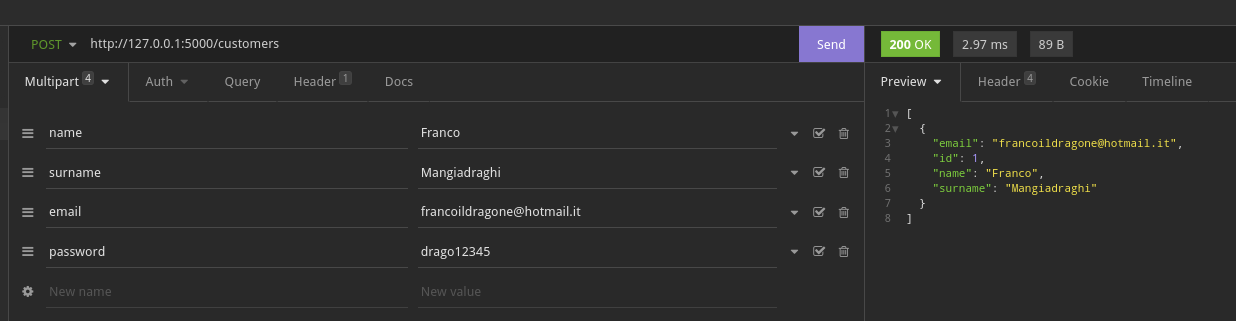 POST http://127.0.0.1:5000/customers Send 200 OK 2.97 ms 89 B
Multipart 4 Auth Query Header 1 Docs Preview Header 4 Cookie Timeline
name Franco
surname Mangiadraghi
email francoildragone@hotmail.it
password drago12345
New name New value
1 [
2 {
3 "email": "francoildragone@hotmail.it",
4 "id": 1,
5 "name": "Franco",
6 "surname": "Mangiadraghi"
7 }
8 ]